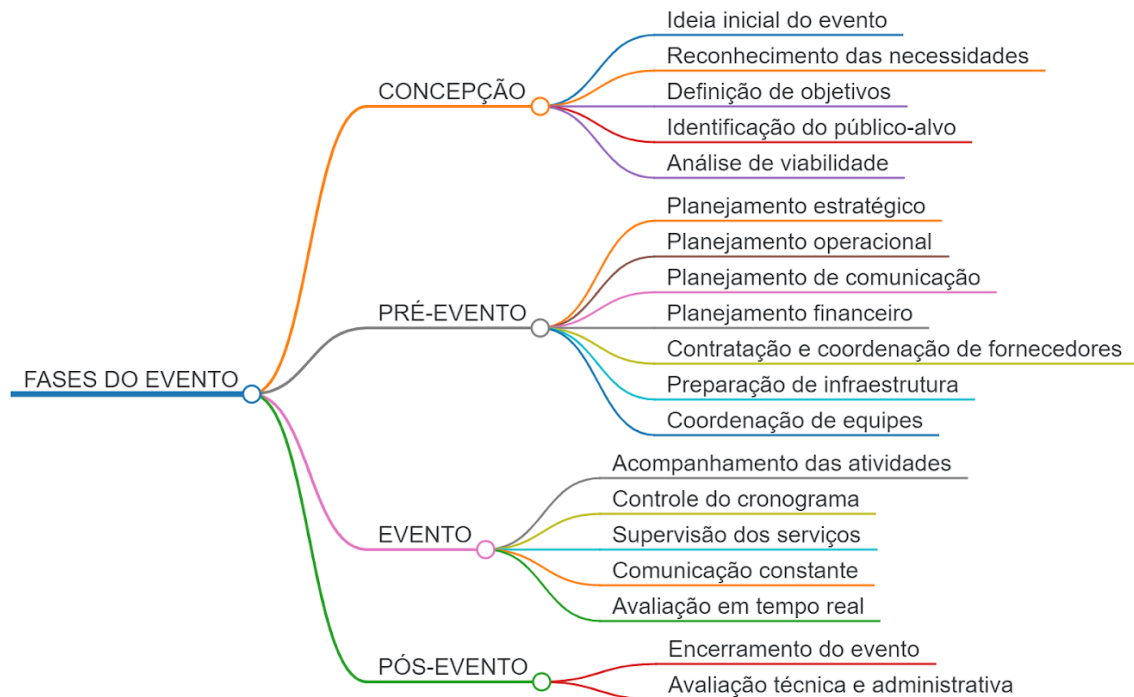 FASES DO EVENTO
CONCEPÇÃO
Ideia inicial do evento
Reconhecimento das necessidades
Definição de objetivos
Identificação do público-alvo
Análise de viabilidade
PRÉ-EVENTO
Planejamento estratégico
Planejamento operacional
Planejamento de comunicação
Planejamento financeiro
Contratação e coordenação de fornecedores
Preparação de infraestrutura
Coordenação de equipes
EVENTO
Acompanhamento das atividades
Controle do cronograma
Supervisão dos serviços
Comunicação constante
Avaliação em tempo real
PÓS-EVENTO
Encerramento do evento
Avaliação técnica e administrativa